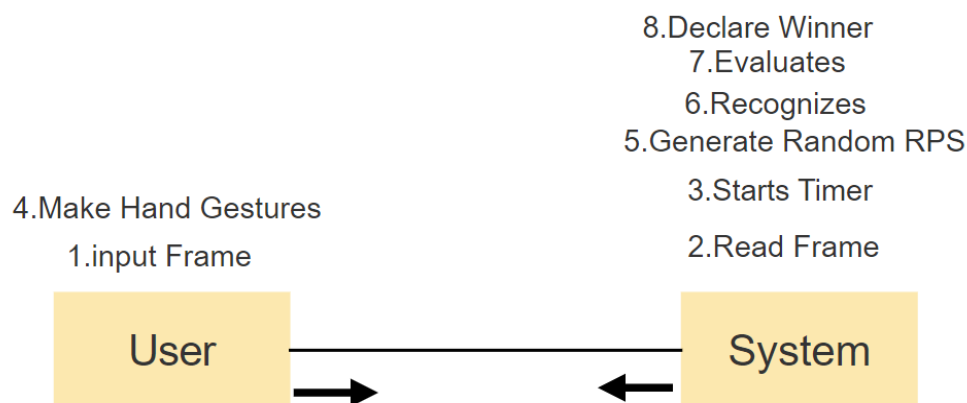 8.Declare Winner
7.Evaluates
6.Recognizes
5.Generate Random RPS
3.Starts Timer
4.Make Hand Gestures
2.Read Frame
1.input Frame
User
System